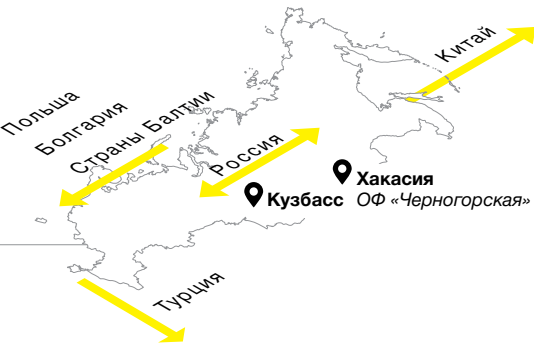 Китай
Польша
Болгария
Страны Балтии
Россия
Хакасия
Кузбасс ОФ «Черногорская»
Турция